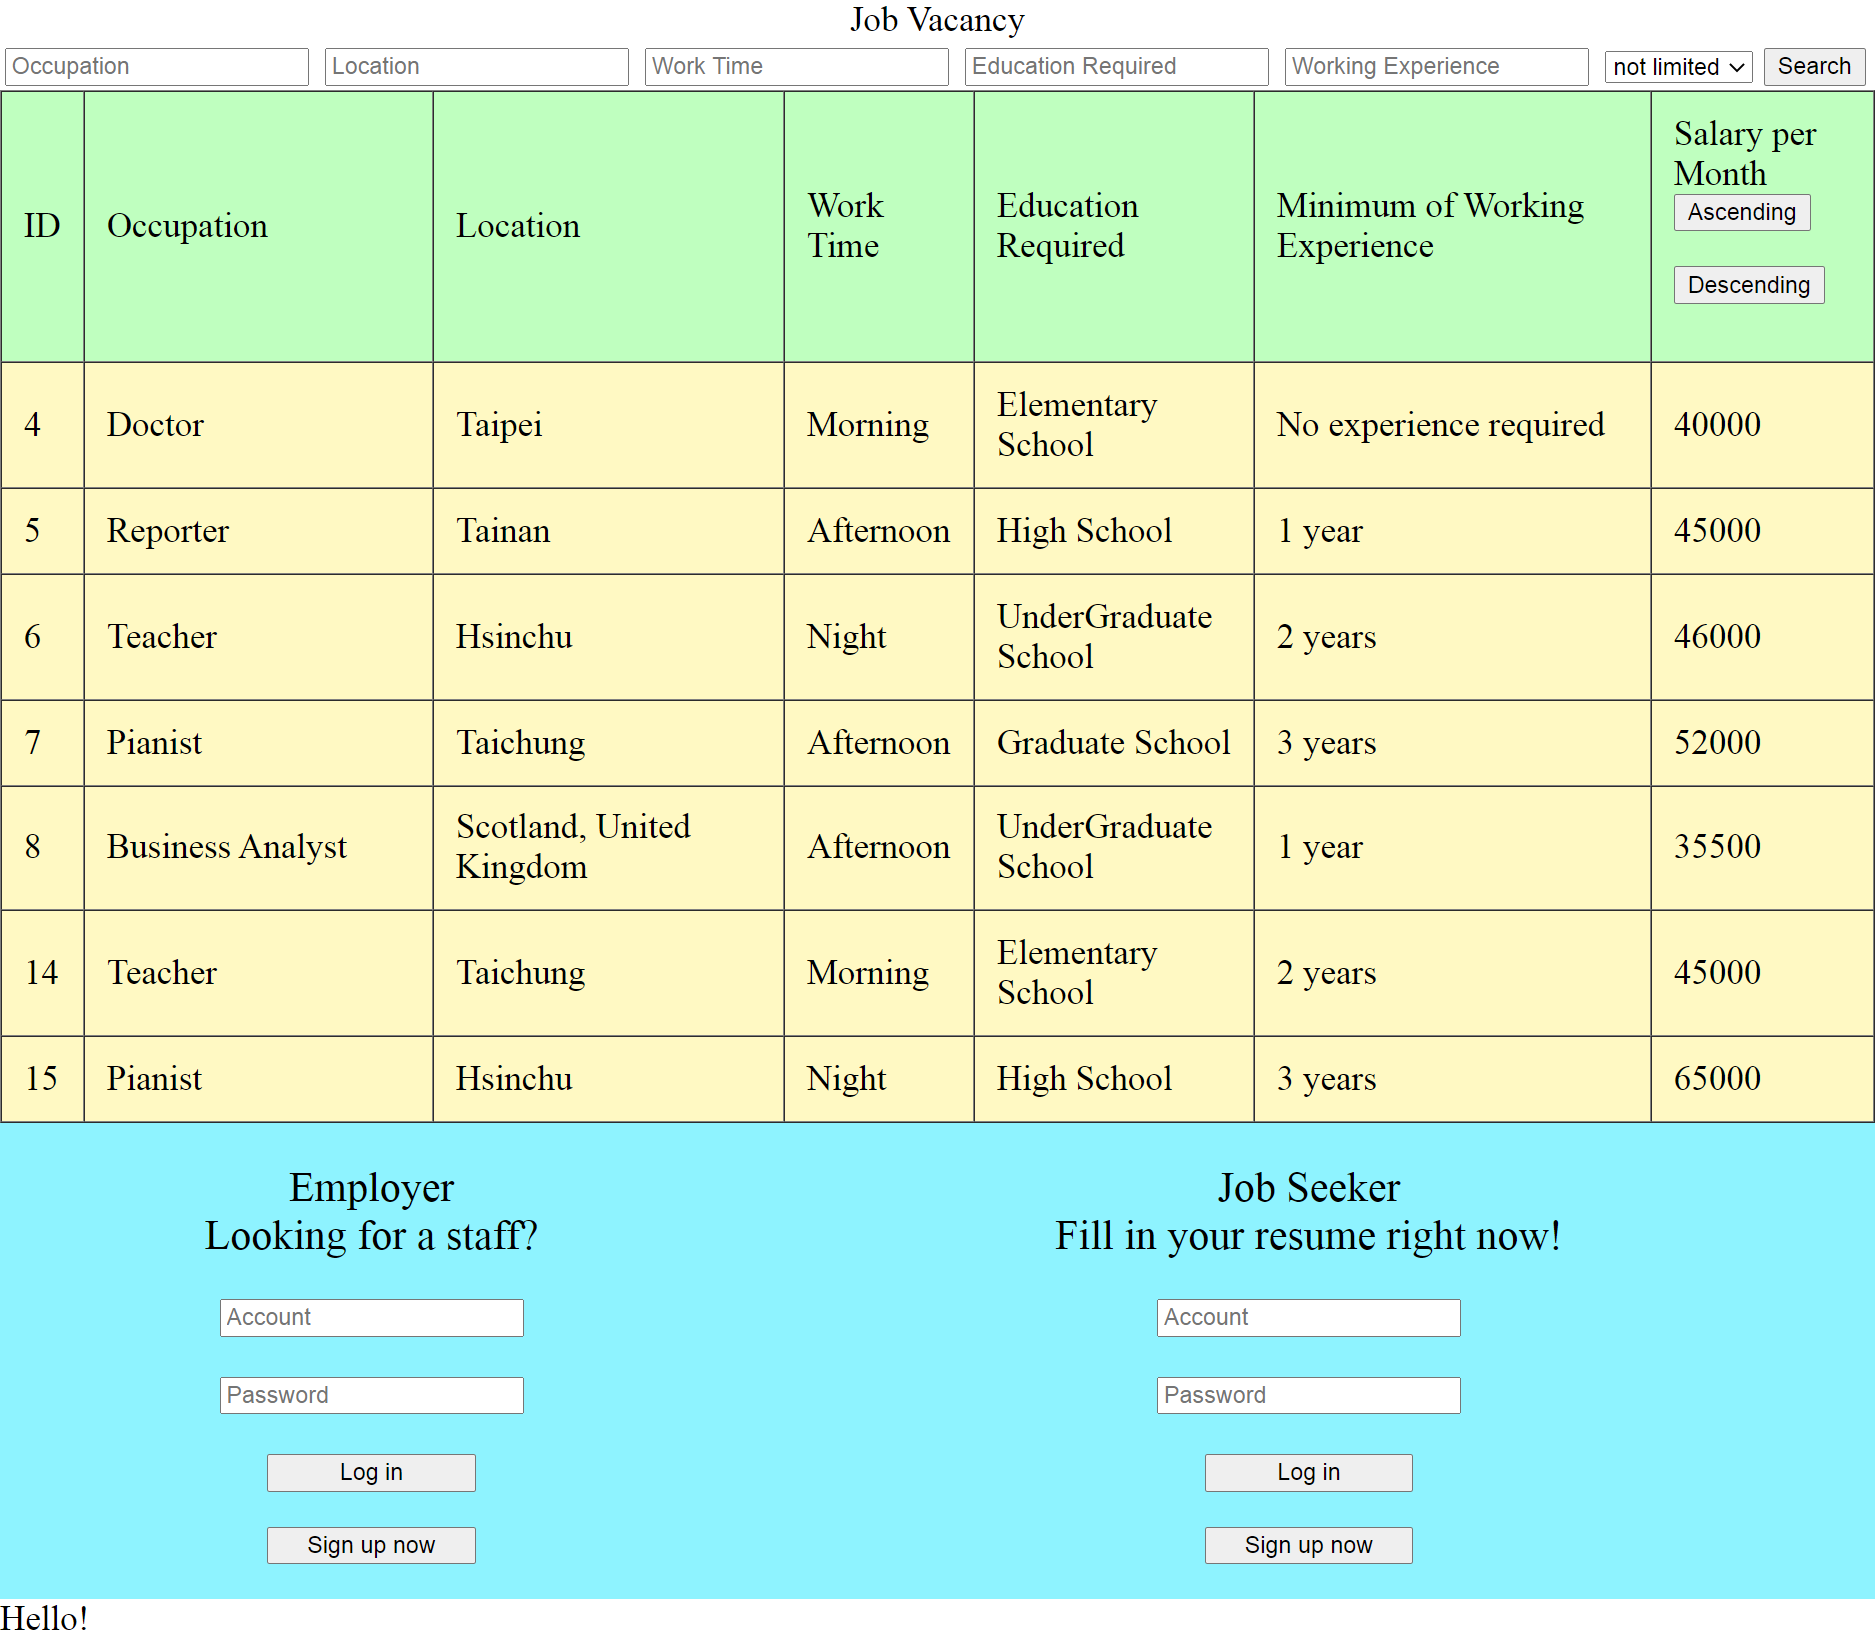 Job Vacancy
Occupation Location Work Time Education Required Working Experience not limited Search
ID Occupation Location Work Time Education Required Minimum of Working Experience Salary per Month Ascending Descending
4 Doctor Taipei Morning Elementary School No experience required 40000
5 Reporter Tainan Afternoon High School 1 year 45000
6 Teacher Hsinchu Night UnderGraduate School 2 years 46000
7 Pianist Taichung Afternoon Graduate School 3 years 52000
8 Business Analyst Scotland, United Kingdom Afternoon UnderGraduate School 1 year 35500
14 Teacher Taichung Morning Elementary School 2 years 45000
15 Pianist Hsinchu Night High School 3 years 65000
Employer
Looking for a staff?
Account
Password
Log in
Sign up now
Job Seeker
Fill in your resume right now!
Account
Password
Log in
Sign up now
Hello!